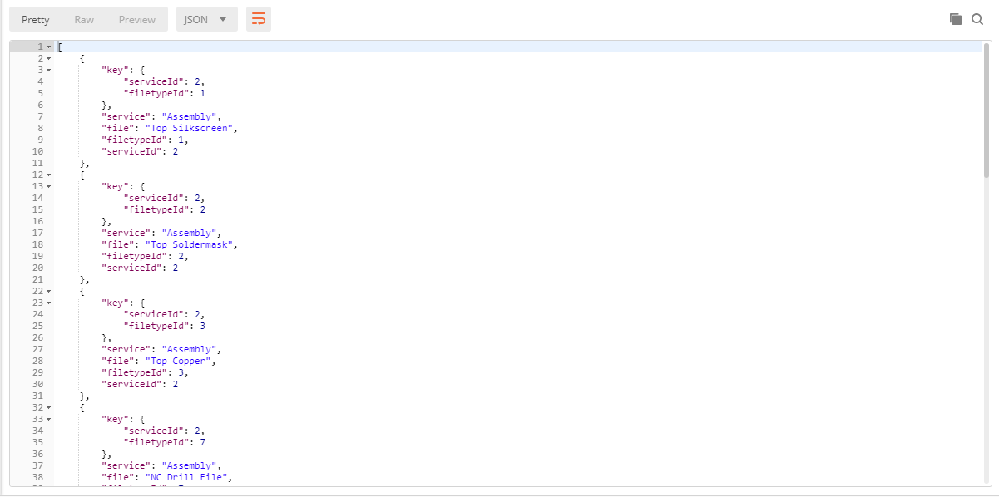 Pretty Raw Preview JSON
1 [
2 {
3 "key": {
4 "serviceId": 2,
5 "filetypeId": 1
6 },
7 "service": "Assembly",
8 "file": "Top Silkscreen",
9 "filetypeId": 1,
10 "serviceId": 2
11 },
12 {
13 "key": {
14 "serviceId": 2,
15 "filetypeId": 2
16 },
17 "service": "Assembly",
18 "file": "Top Soldermask",
19 "filetypeId": 2,
20 "serviceId": 2
21 },
22 {
23 "key": {
24 "serviceId": 2,
25 "filetypeId": 3
26 },
27 "service": "Assembly",
28 "file": "Top Copper",
29 "filetypeId": 3,
30 "serviceId": 2
31 },
32 {
33 "key": {
34 "serviceId": 2,
35 "filetypeId": 7
36 },
37 "service": "Assembly",
38 "file": "NC Drill File",